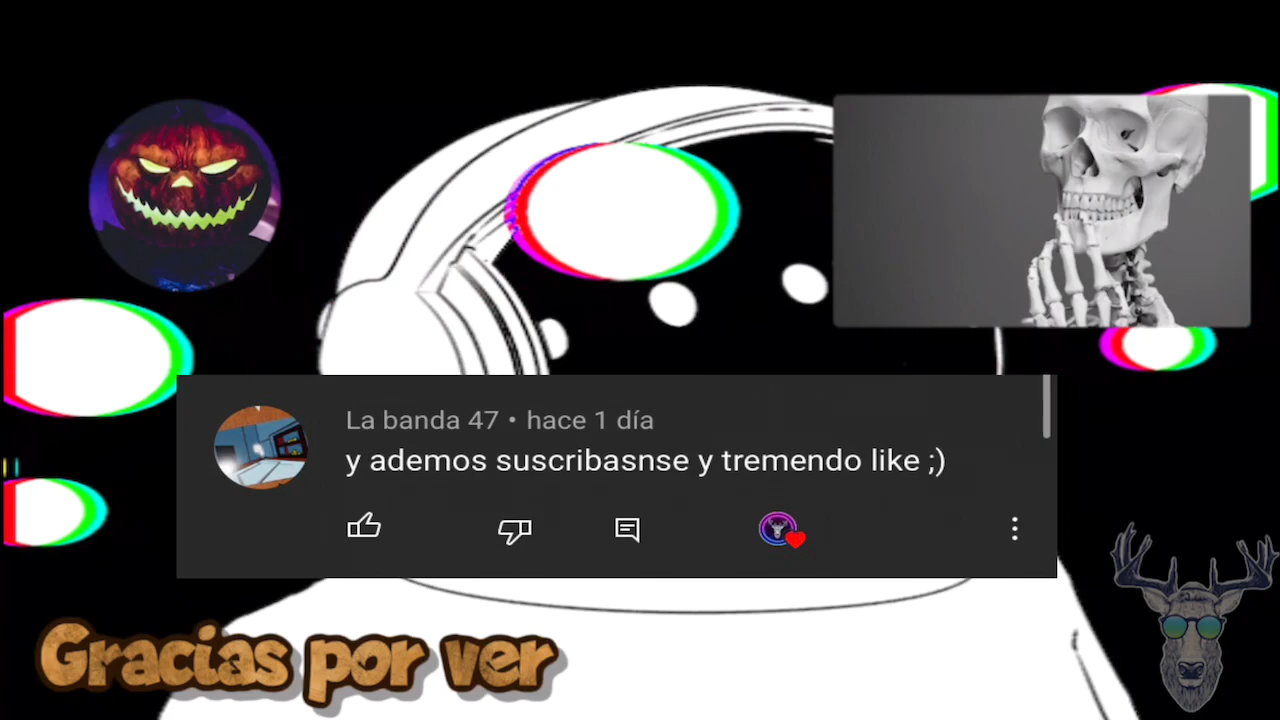 La banda 47 • hace 1 día
y ademos suscribasnse y tremendo like ;)
Gracias por ver